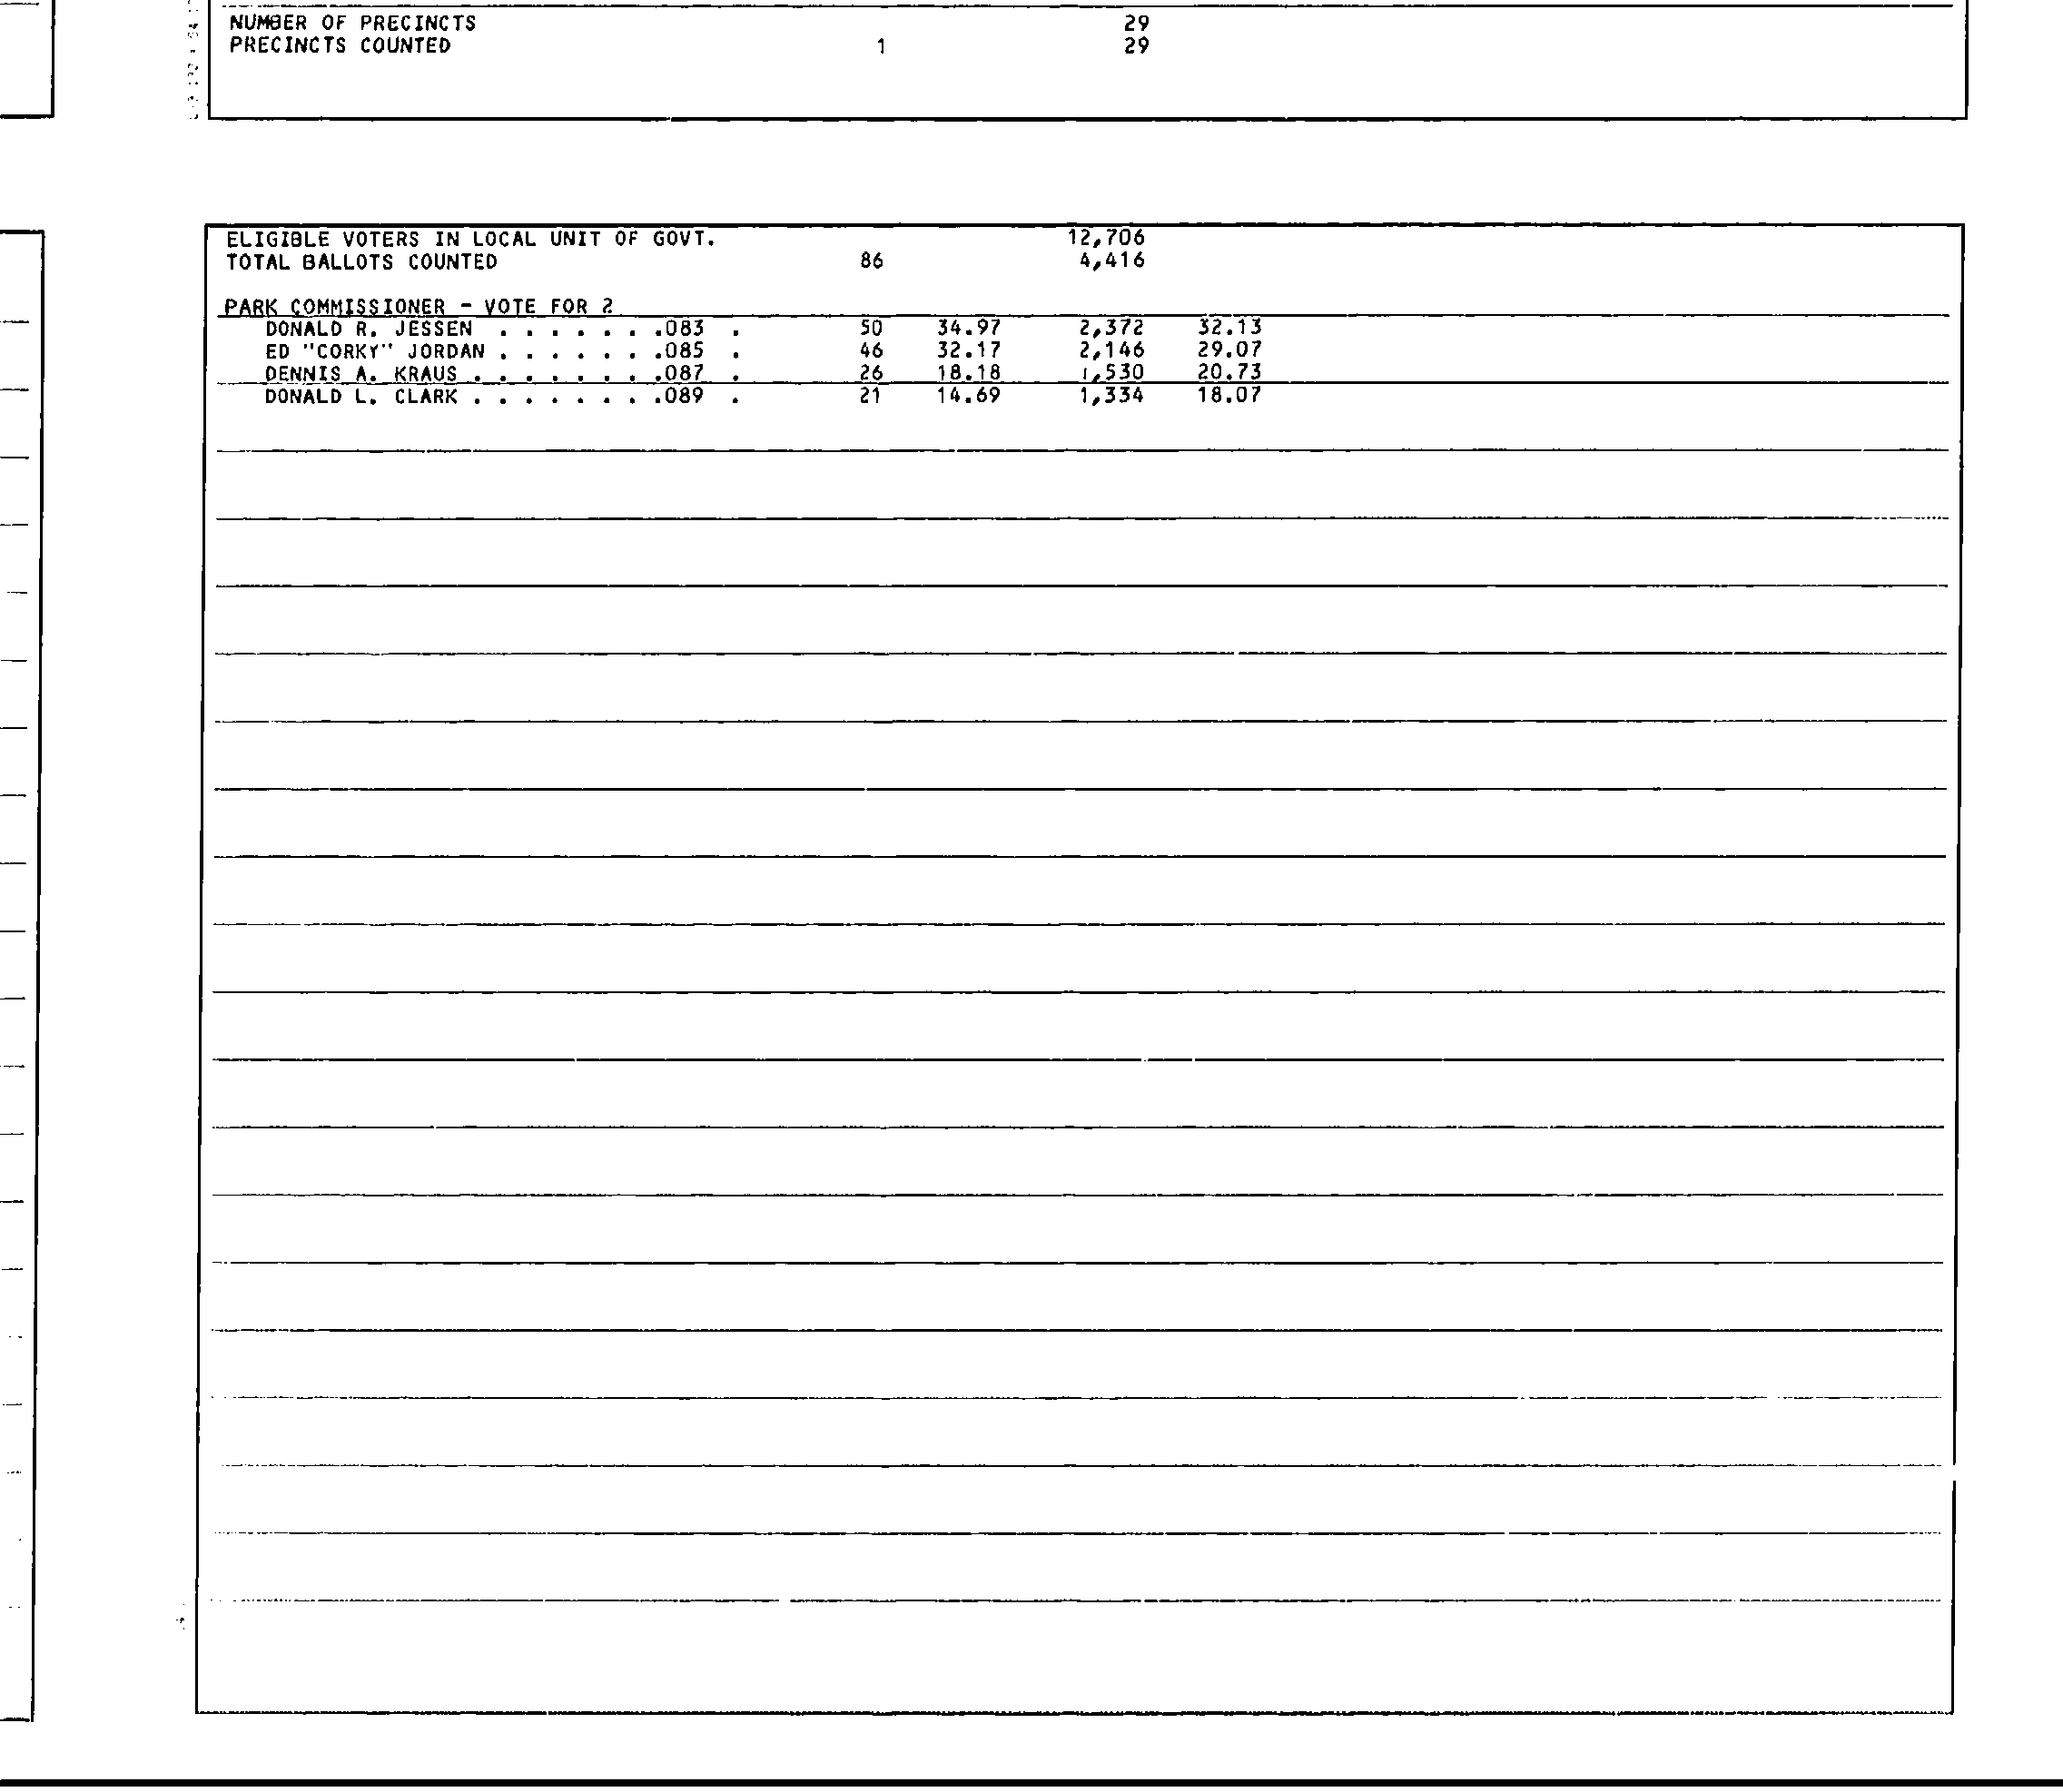 NUMBER OF PRECINCTS 29
PRECINCTS COUNTED 1 29
ELIGIBLE VOTERS IN LOCAL UNIT OF GOVT. 12,706
TOTAL BALLOTS COUNTED 86 4,416
PARK COMMISSIONER - VOTE FOR 2
DONALD R. JESSEN . . . . . . .083 . 50 34.97 2,372 32.13
ED "CORKY" JORDAN . . . . . . .085 . 46 32.17 2,146 29.07
DENNIS A. KRAUS . . . . . . . .087 . 26 18.18 1,530 20.73
DONALD L. CLARK . . . . . . . .089 . 21 14.69 1,334 18.07